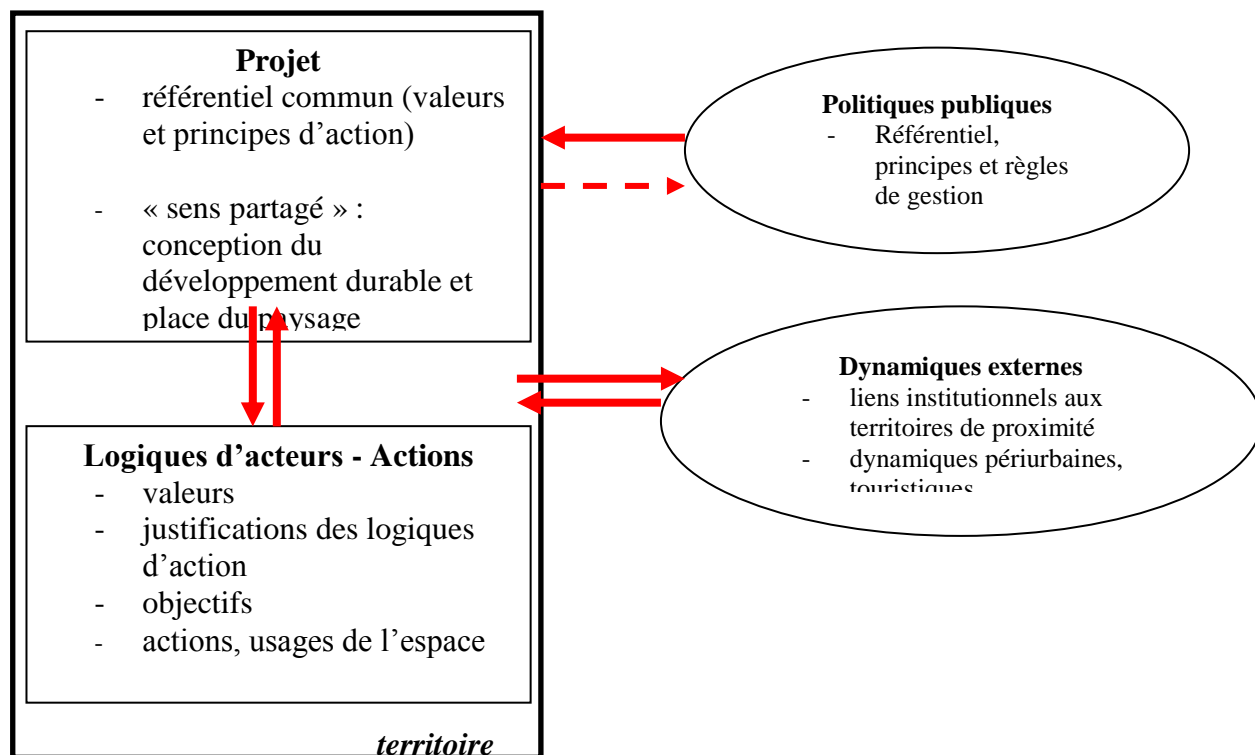 Projet
- référentiel commun (valeurs
et principes d’action)
- « sens partagé » :
conception du
développement durable et
place du paysage
Logiques d’acteurs - Actions
- valeurs
- justifications des logiques
d’action
- objectifs
- actions, usages de l’espace
territoire
Politiques publiques
- Référentiel,
principes et règles
de gestion
Dynamiques externes
- liens institutionnels aux
territoires de proximité
- dynamiques périurbaines,
touristiques